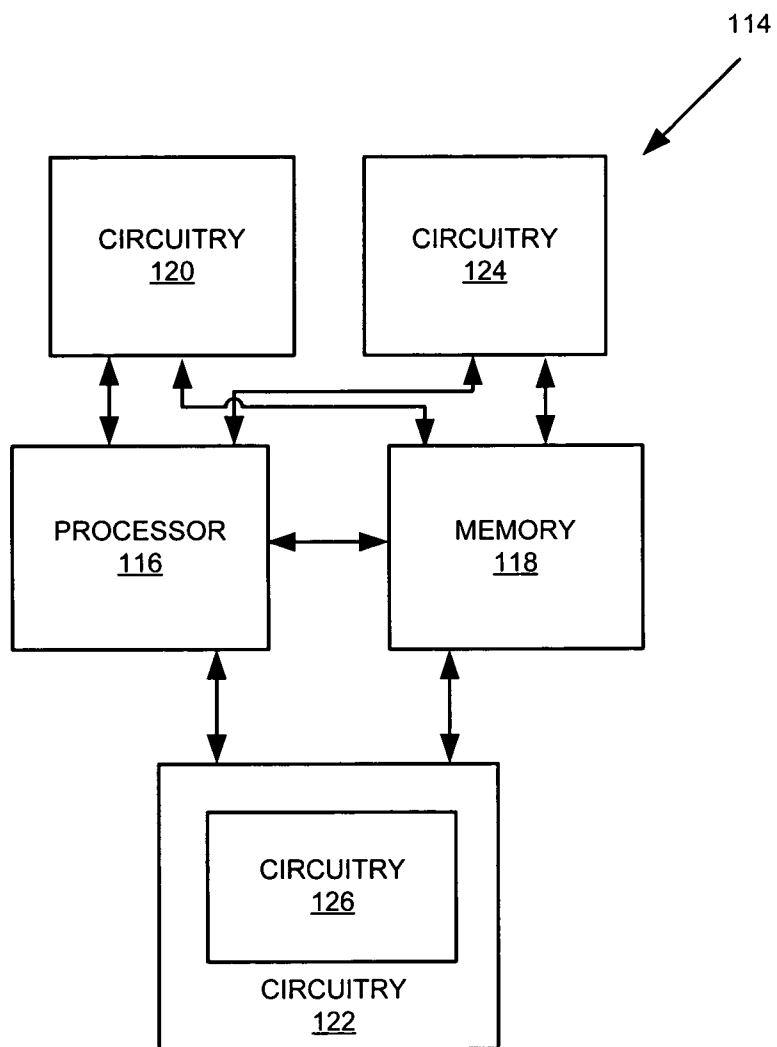 114
CIRCUITRY
120
CIRCUITRY
124
PROCESSOR
116
MEMORY
118
CIRCUITRY
126
CIRCUITRY
122